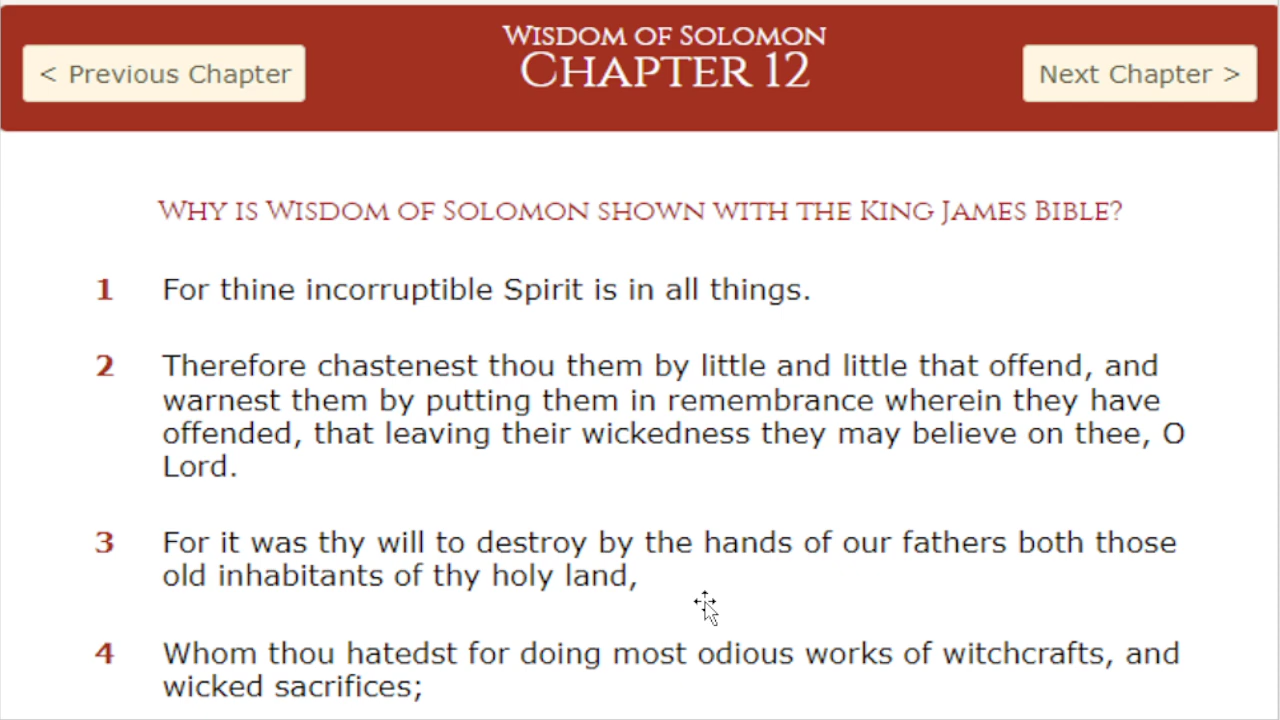 WISDOM OF SOLOMON
< Previous Chapter
CHAPTER 12
Next Chapter >
WHY IS WISDOM OF SOLOMON SHOWN WITH THE KING JAMES BIBLE?
1 For thine incorruptible Spirit is in all things.
2 Therefore chastenest thou them by little and little that offend, and
warnest them by putting them in remembrance wherein they have
offended, that leaving their wickedness they may believe on thee, O
Lord.
3 For it was thy will to destroy by the hands of our fathers both those
old inhabitants of thy holy land,
4 Whom thou hatedst for doing most odious works of witchcrafts, and
wicked sacrifices;